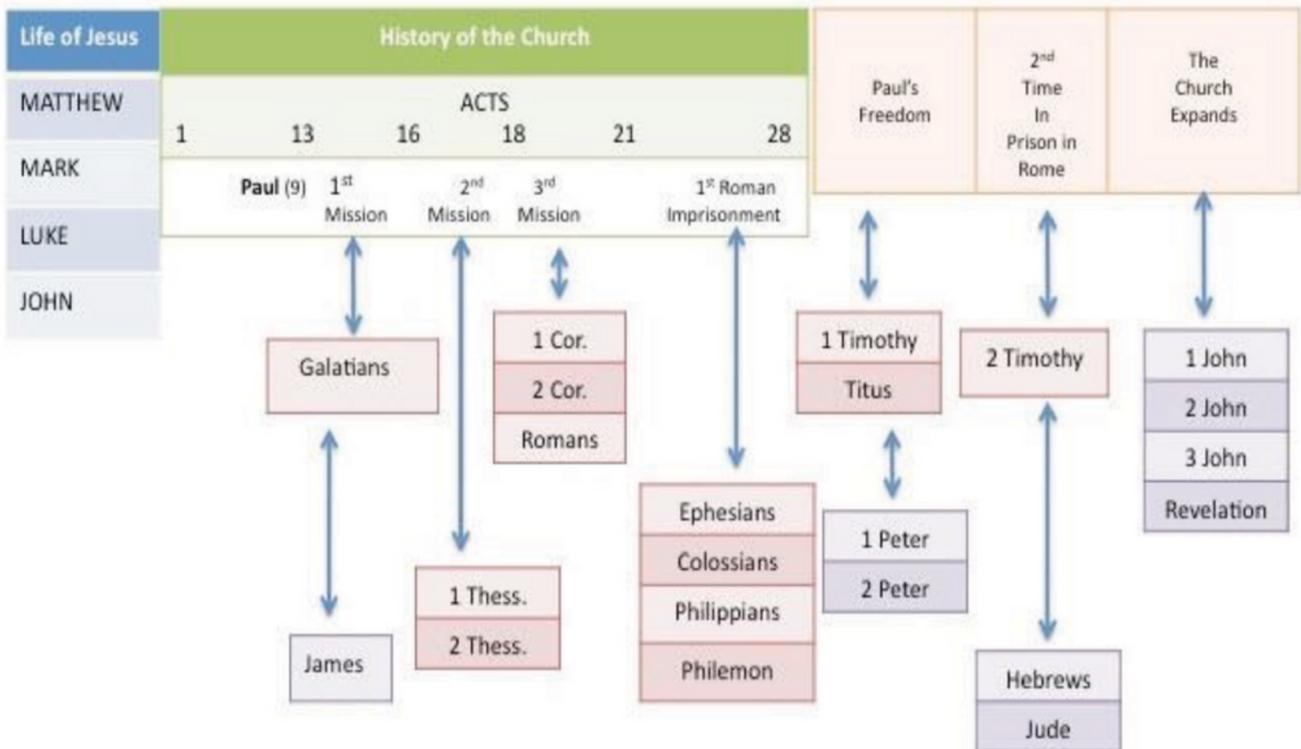 Life of Jesus
MATTHEW
MARK
LUKE
JOHN
History of the Church
ACTS
1 13 16 18 21 28
Paul (9)
1st
Mission
2nd
Mission
3rd
Mission
1st Roman
Imprisonment
Paul's
Freedom
2nd
Time
In
Prison in
Rome
The
Church
Expands
Galatians
James
1 Thess.
2 Thess.
1 Cor.
2 Cor.
Romans
Ephesians
Colossians
Philippians
Philemon
1 Timothy
Titus
1 Peter
2 Peter
2 Timothy
Hebrews
Jude
1 John
2 John
3 John
Revelation